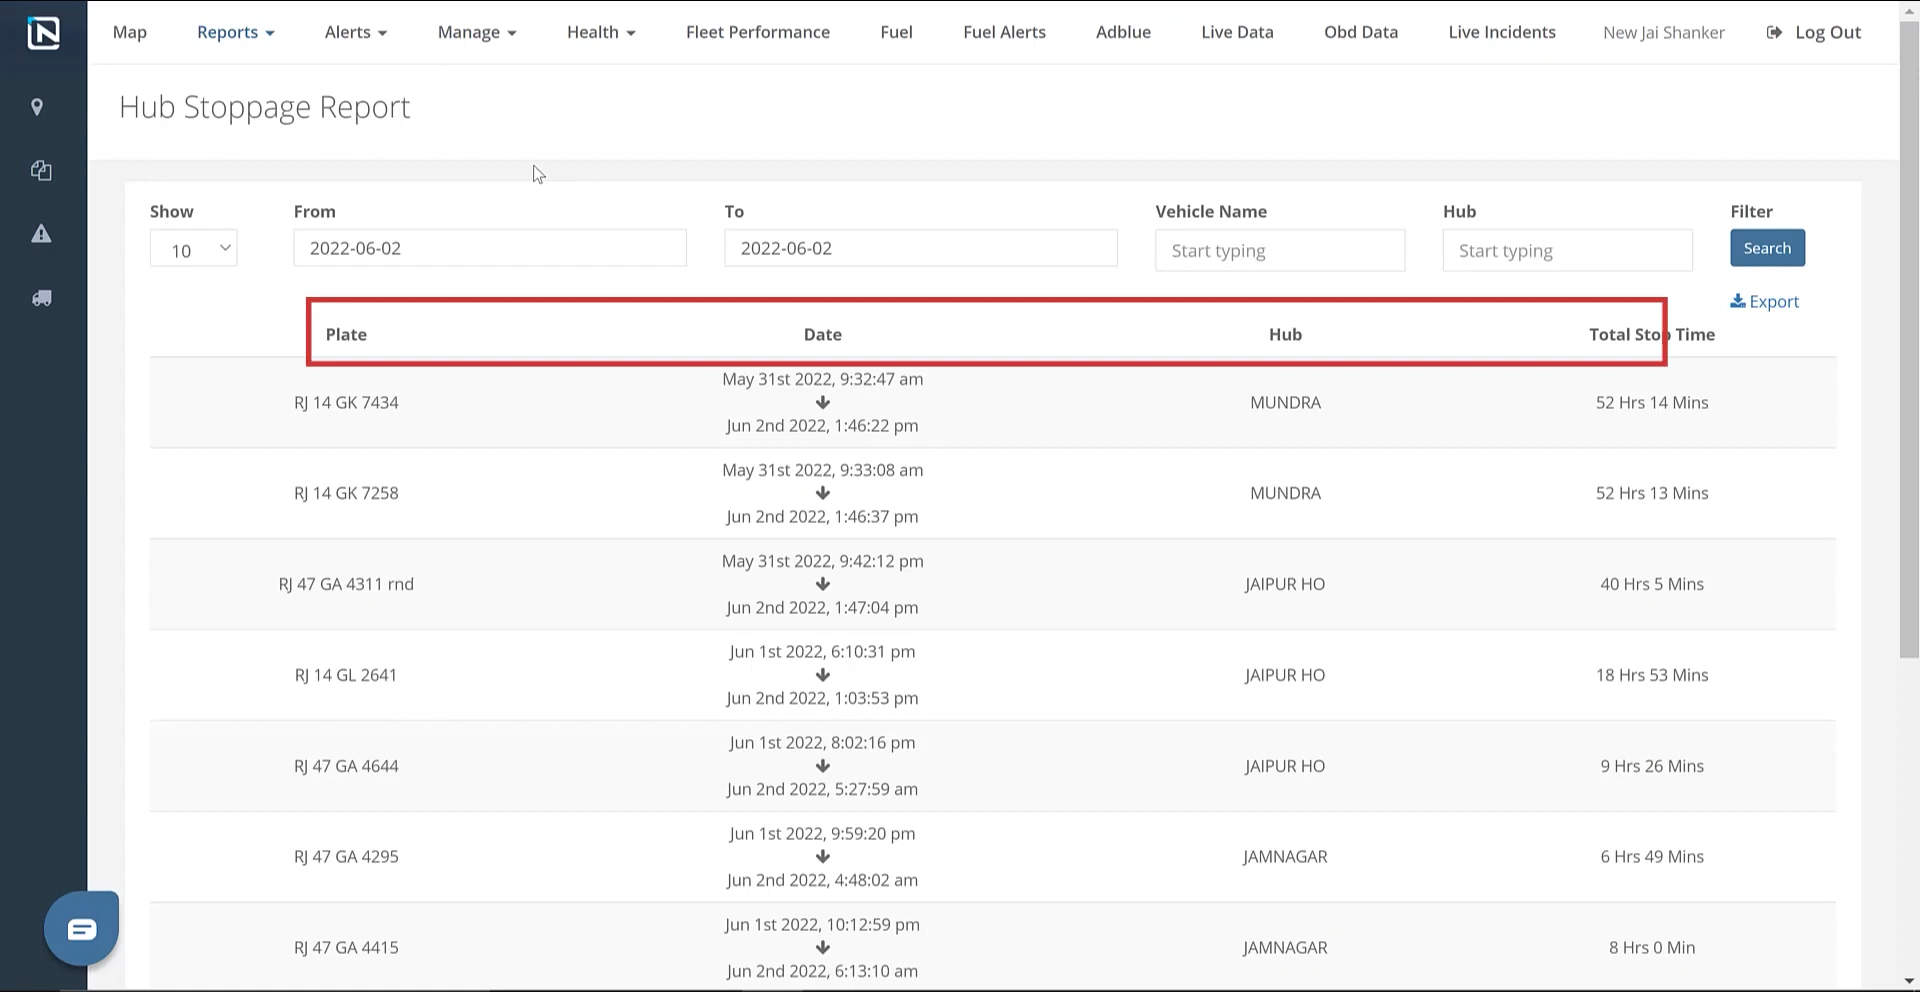 N
Map Reports Alerts Manage Health Fleet Performance Fuel Fuel Alerts Adblue Live Data Obd Data Live Incidents New Jai Shanker Log Out
Hub Stoppage Report
Show From To Vehicle Name Hub Filter
10 2022-06-02 2022-06-02 Start typing Start typing Search
Export
Plate Date Hub Total Stop Time
May 31st 2022, 9:32:47 am
RJ 14 GK 7434 MUNDRA 52 Hrs 14 Mins
Jun 2nd 2022, 1:46:22 pm
May 31st 2022, 9:33:08 am
RJ 14 GK 7258 MUNDRA 52 Hrs 13 Mins
Jun 2nd 2022, 1:46:37 pm
May 31st 2022, 9:42:12 pm
RJ 47 GA 4311 rnd JAIPUR HO 40 Hrs 5 Mins
Jun 2nd 2022, 1:47:04 pm
Jun 1st 2022, 6:10:31 pm
RJ 14 GL 2641 JAIPUR HO 18 Hrs 53 Mins
Jun 2nd 2022, 1:03:53 pm
Jun 1st 2022, 8:02:16 pm
RJ 47 GA 4644 JAIPUR HO 9 Hrs 26 Mins
Jun 2nd 2022, 5:27:59 am
Jun 1st 2022, 9:59:20 pm
RJ 47 GA 4295 JAMNAGAR 6 Hrs 49 Mins
Jun 2nd 2022, 4:48:02 am
Jun 1st 2022, 10:12:59 pm
RJ 47 GA 4415 JAMNAGAR 8 Hrs 0 Min
Jun 2nd 2022, 6:13:10 am